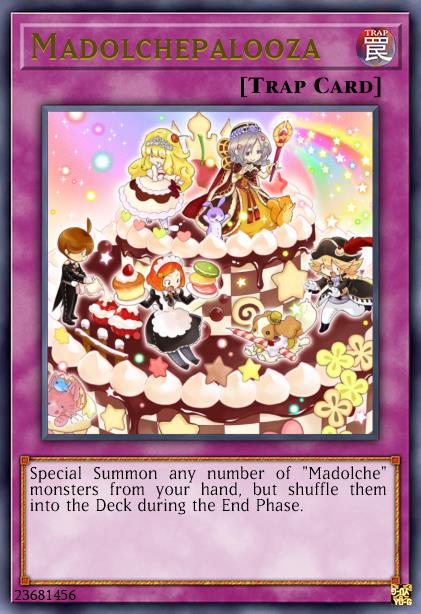 Madolchepalooza
TRAP
罠
[Trap Card]
Special Summon any number of "Madolche"
monsters from your hand, but shuffle them
into the Deck during the End Phase.
23681456